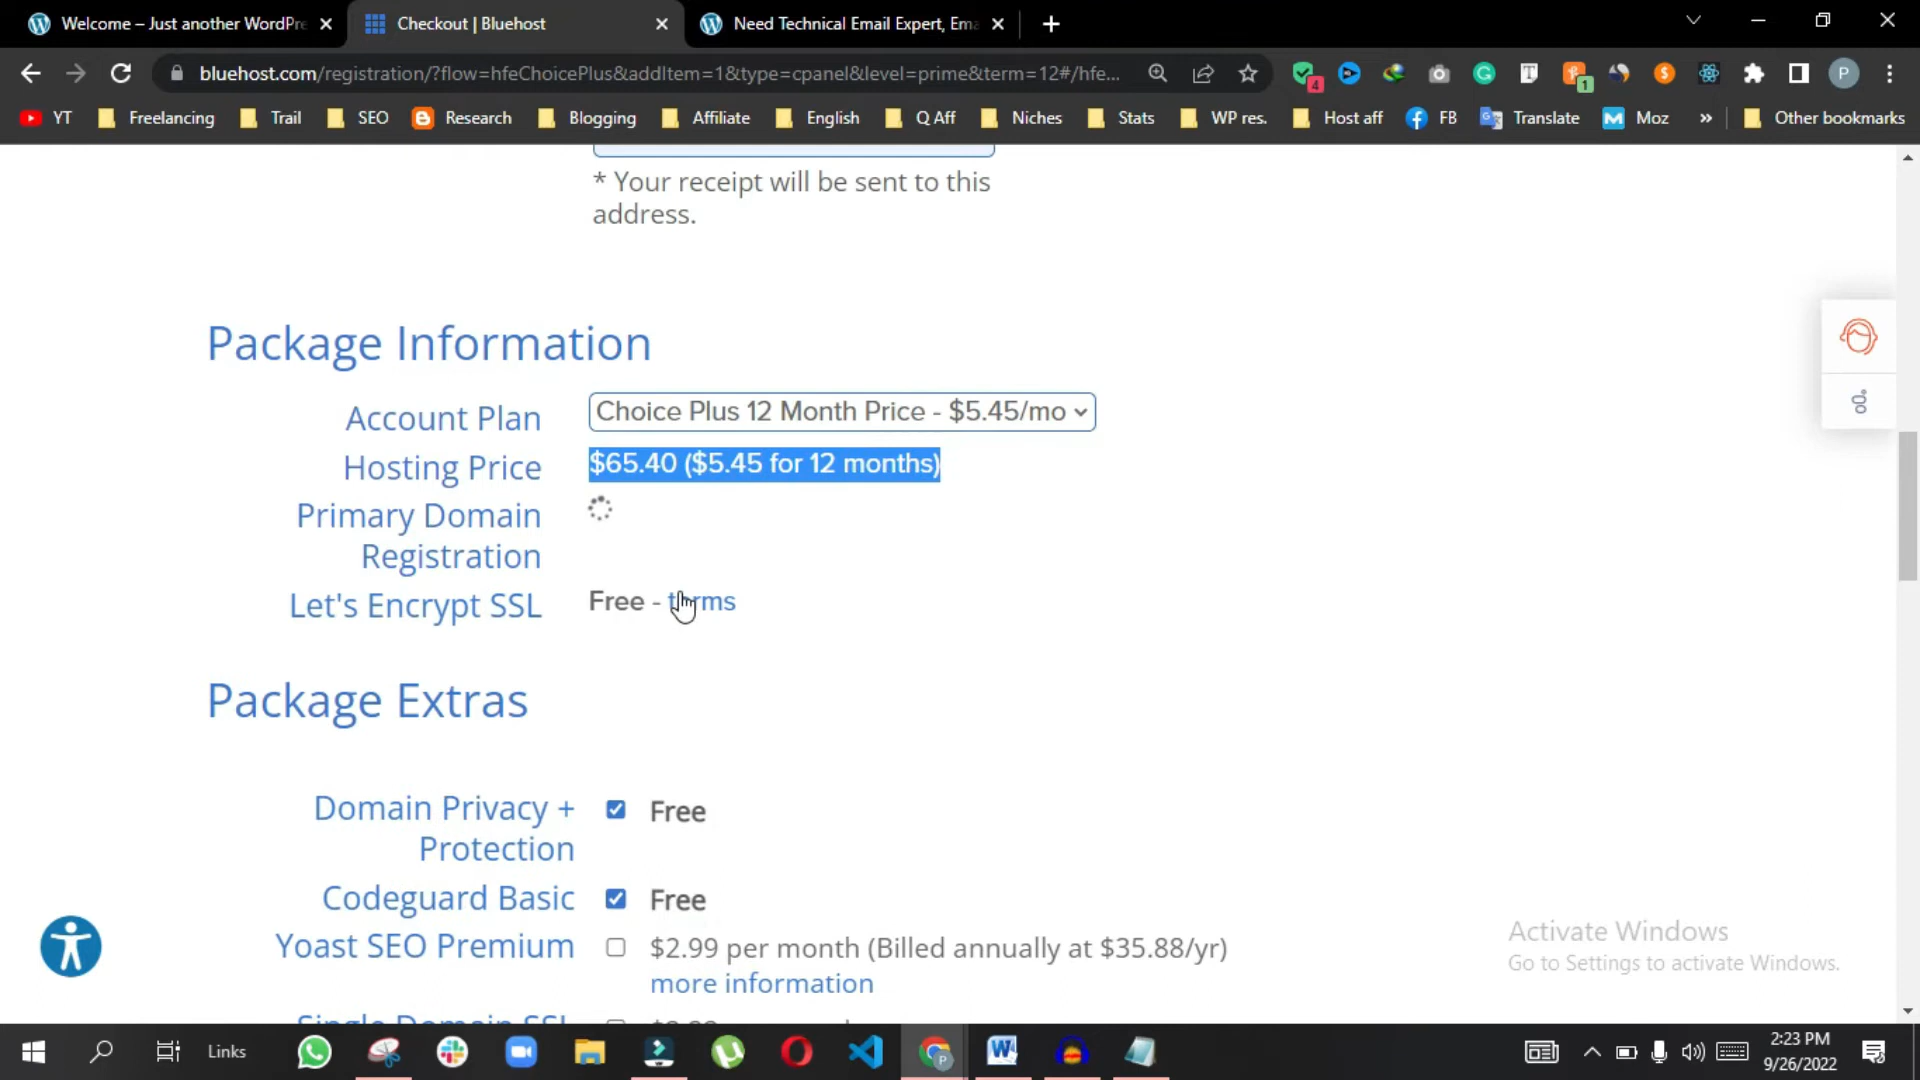 Welcome – Just another WordPre
Checkout | Bluehost
Need Technical Email Expert, Ema
bluehost.com/registration/?flow=hfeChoicePlus&addItem=1&type=cpanel&level=prime&term=12#/hfe...
4
1
P
YT
Freelancing
Trail
SEO
Research
Blogging
Affiliate
English
Q Aff
Niches
Stats
WP res.
Host aff
FB
Translate
Moz
»
Other bookmarks
* Your receipt will be sent to this
address.
Package Information
Account Plan
Choice Plus 12 Month Price - $5.45/mo
Hosting Price
$65.40 ($5.45 for 12 months)
Primary Domain
Registration
Let's Encrypt SSL
Free - terms
Package Extras
Domain Privacy +
Protection
Free
Codeguard Basic
Free
Yoast SEO Premium
$2.99 per month (Billed annually at $35.88/yr)
more information
Single Domain SSL
Activate Windows
Go to Settings to activate Windows.
Links
2:23 PM
9/26/2022